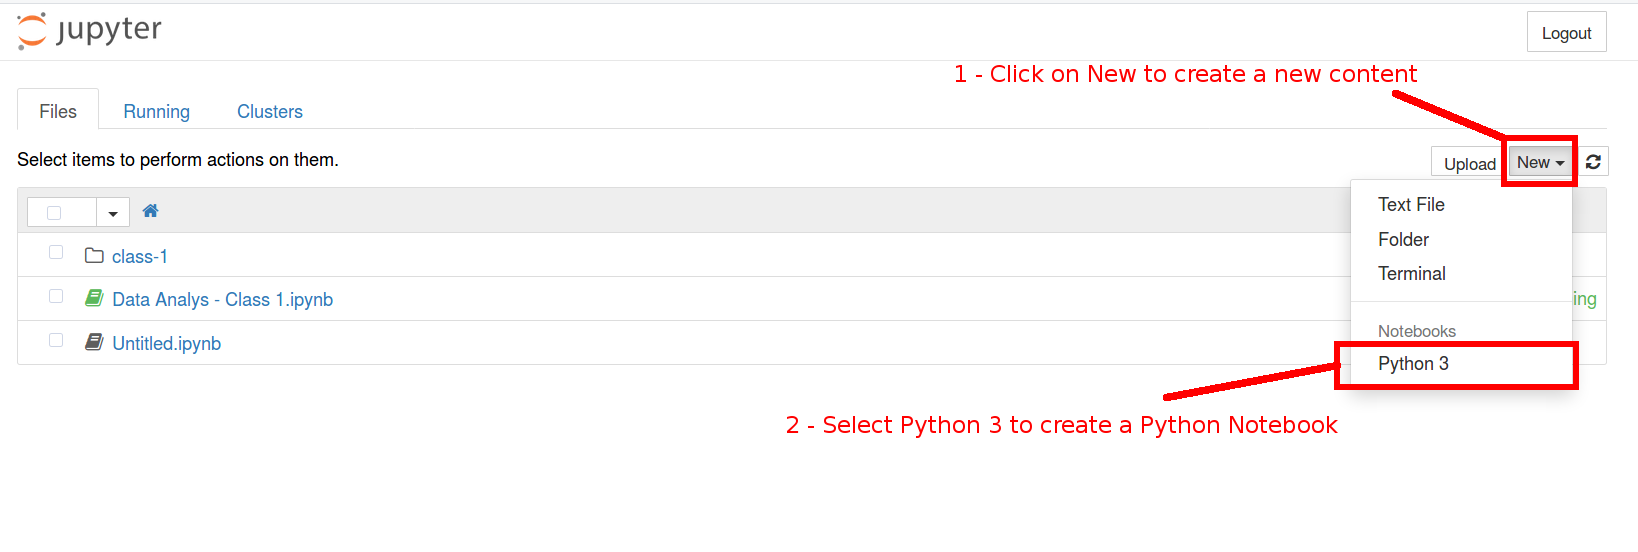 jupyter
Logout
1 - Click on New to create a new content
Files
Running
Clusters
Select items to perform actions on them.
Upload
New
Text File
class-1
Folder
Terminal
Data Analys - Class 1.ipynb
ing
Notebooks
Untitled.ipynb
Python 3
2 - Select Python 3 to create a Python Notebook